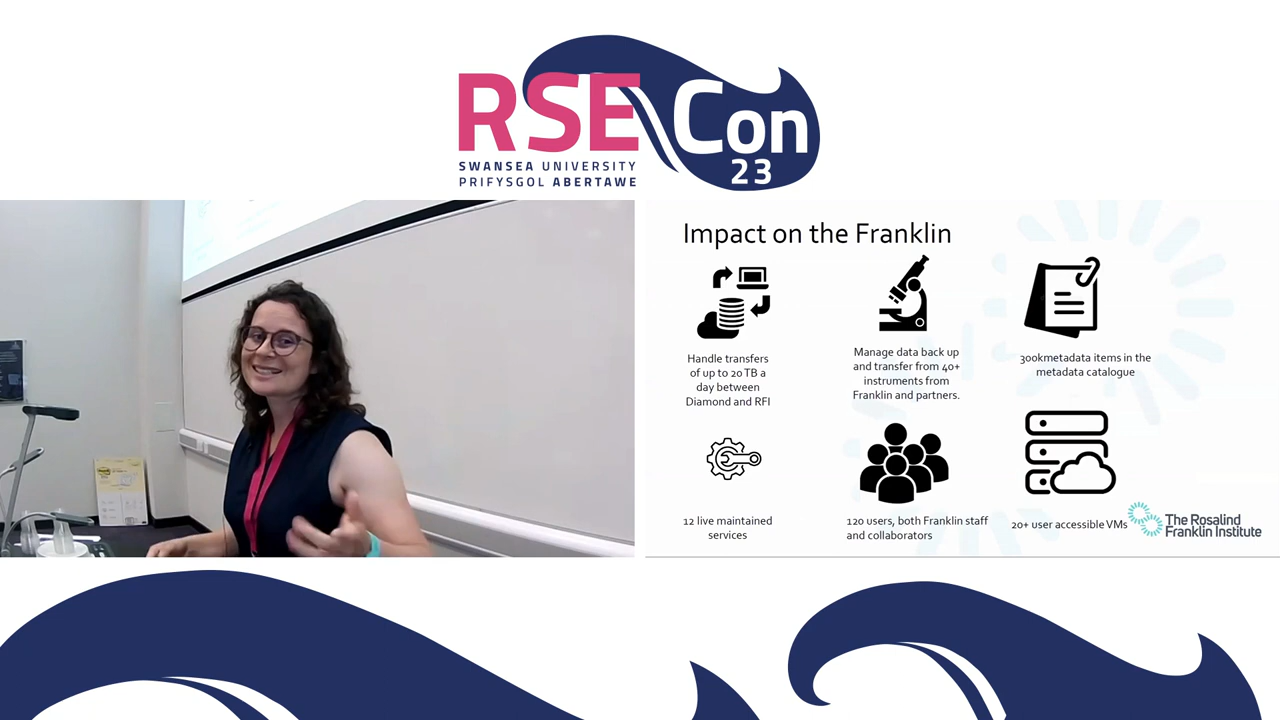 RSE Con
23
SWANSEA UNIVERSITY
PRIFYSGOL ABERTAWE
Impact on the Franklin
Handle transfers
of up to 20 TB a
day between
Diamond and RFI
Manage data back up
and transfer from 40+
instruments from
Franklin and partners.
300kmetadata items in the
metadata catalogue
12 live maintained
services
120 users, both Franklin staff
and collaborators
20+ user accessible VMs
The Rosalind
Franklin Institute